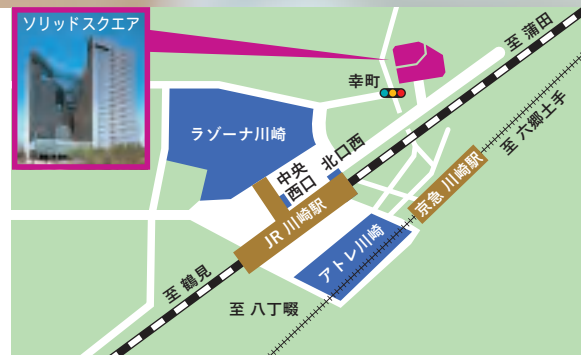 ソリッドスクエア
至 蒲田
幸町
至 六郷土手
ラゾーナ川崎
中央
西口
北口西
京急 川崎駅
JR 川崎駅
アトレ川崎
至 鶴見
至 八丁畷